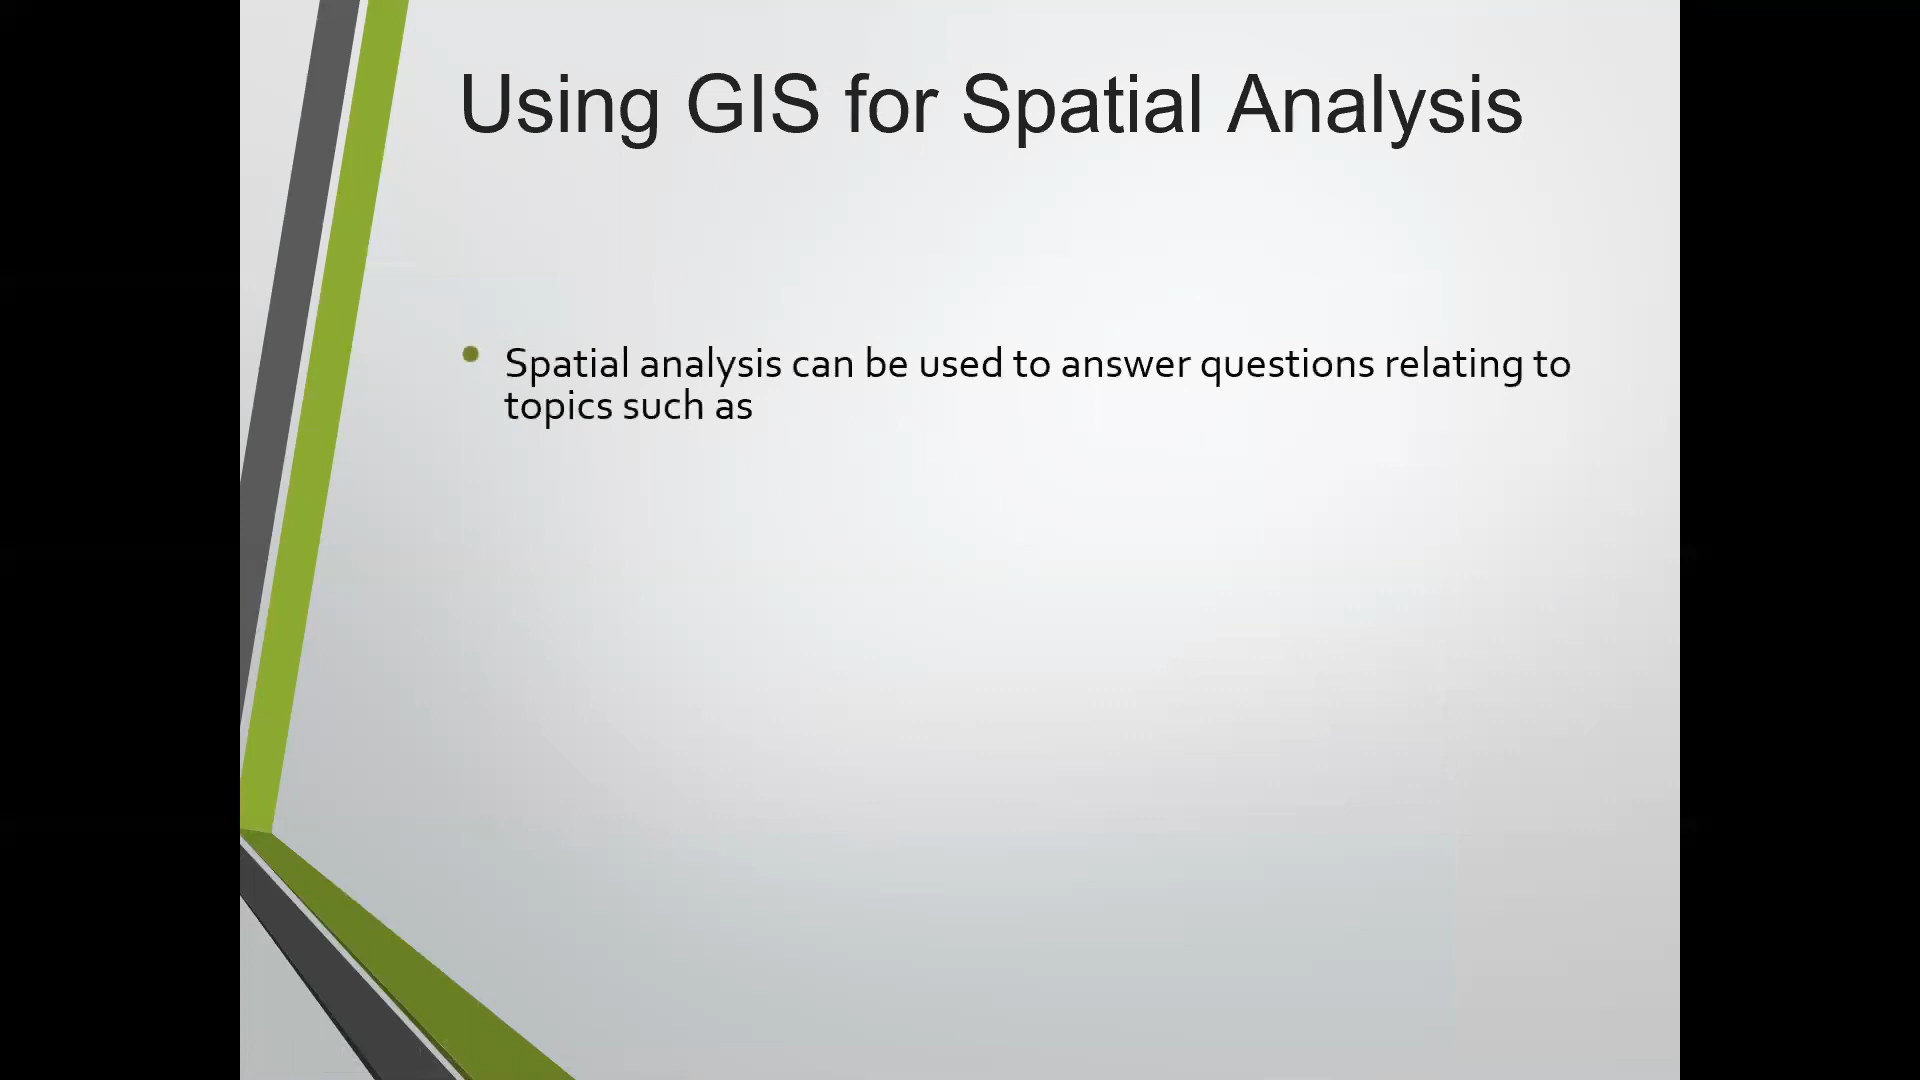 Using GIS for Spatial Analysis
Spatial analysis can be used to answer questions relating to
topics such as